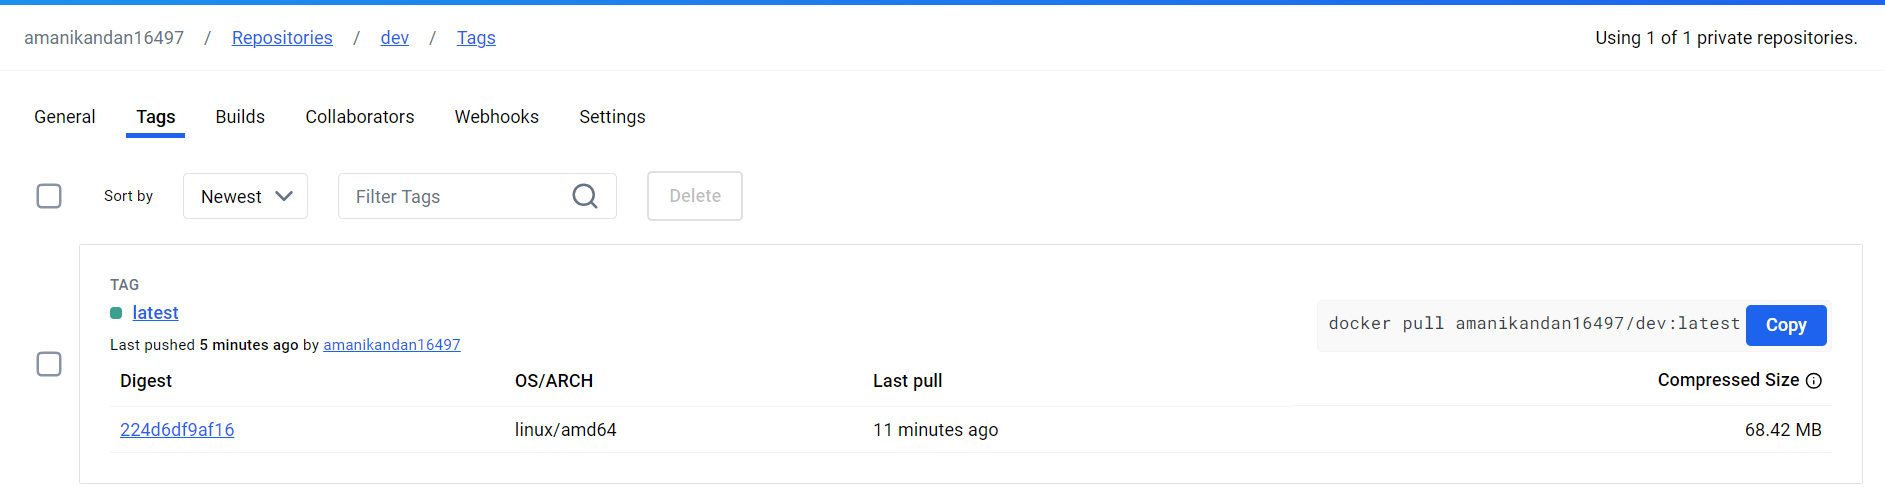 amanikandan16497 / Repositories / dev / Tags Using 1 of 1 private repositories.
General Tags Builds Collaborators Webhooks Settings
Sort by Newest Filter Tags Delete
TAG
latest
docker pull amanikandan16497/dev:latest Copy
Last pushed 5 minutes ago by amanikandan16497
Digest OS/ARCH Last pull Compressed Size
224d6df9af16 linux/amd64 11 minutes ago 68.42 MB